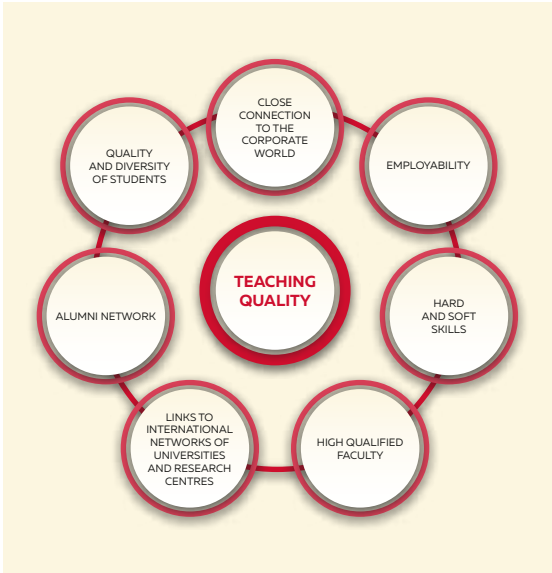 CLOSE
CONNECTION
TO THE
CORPORATE
WORLD
EMPLOYABILITY
HARD
AND SOFT
SKILLS
HIGH QUALIFIED
FACULTY
LINKS TO
INTERNATIONAL
NETWORKS OF
UNIVERSITIES
AND RESEARCH
CENTRES
ALUMNI NETWORK
QUALITY
AND DIVERSITY
OF STUDENTS
TEACHING
QUALITY